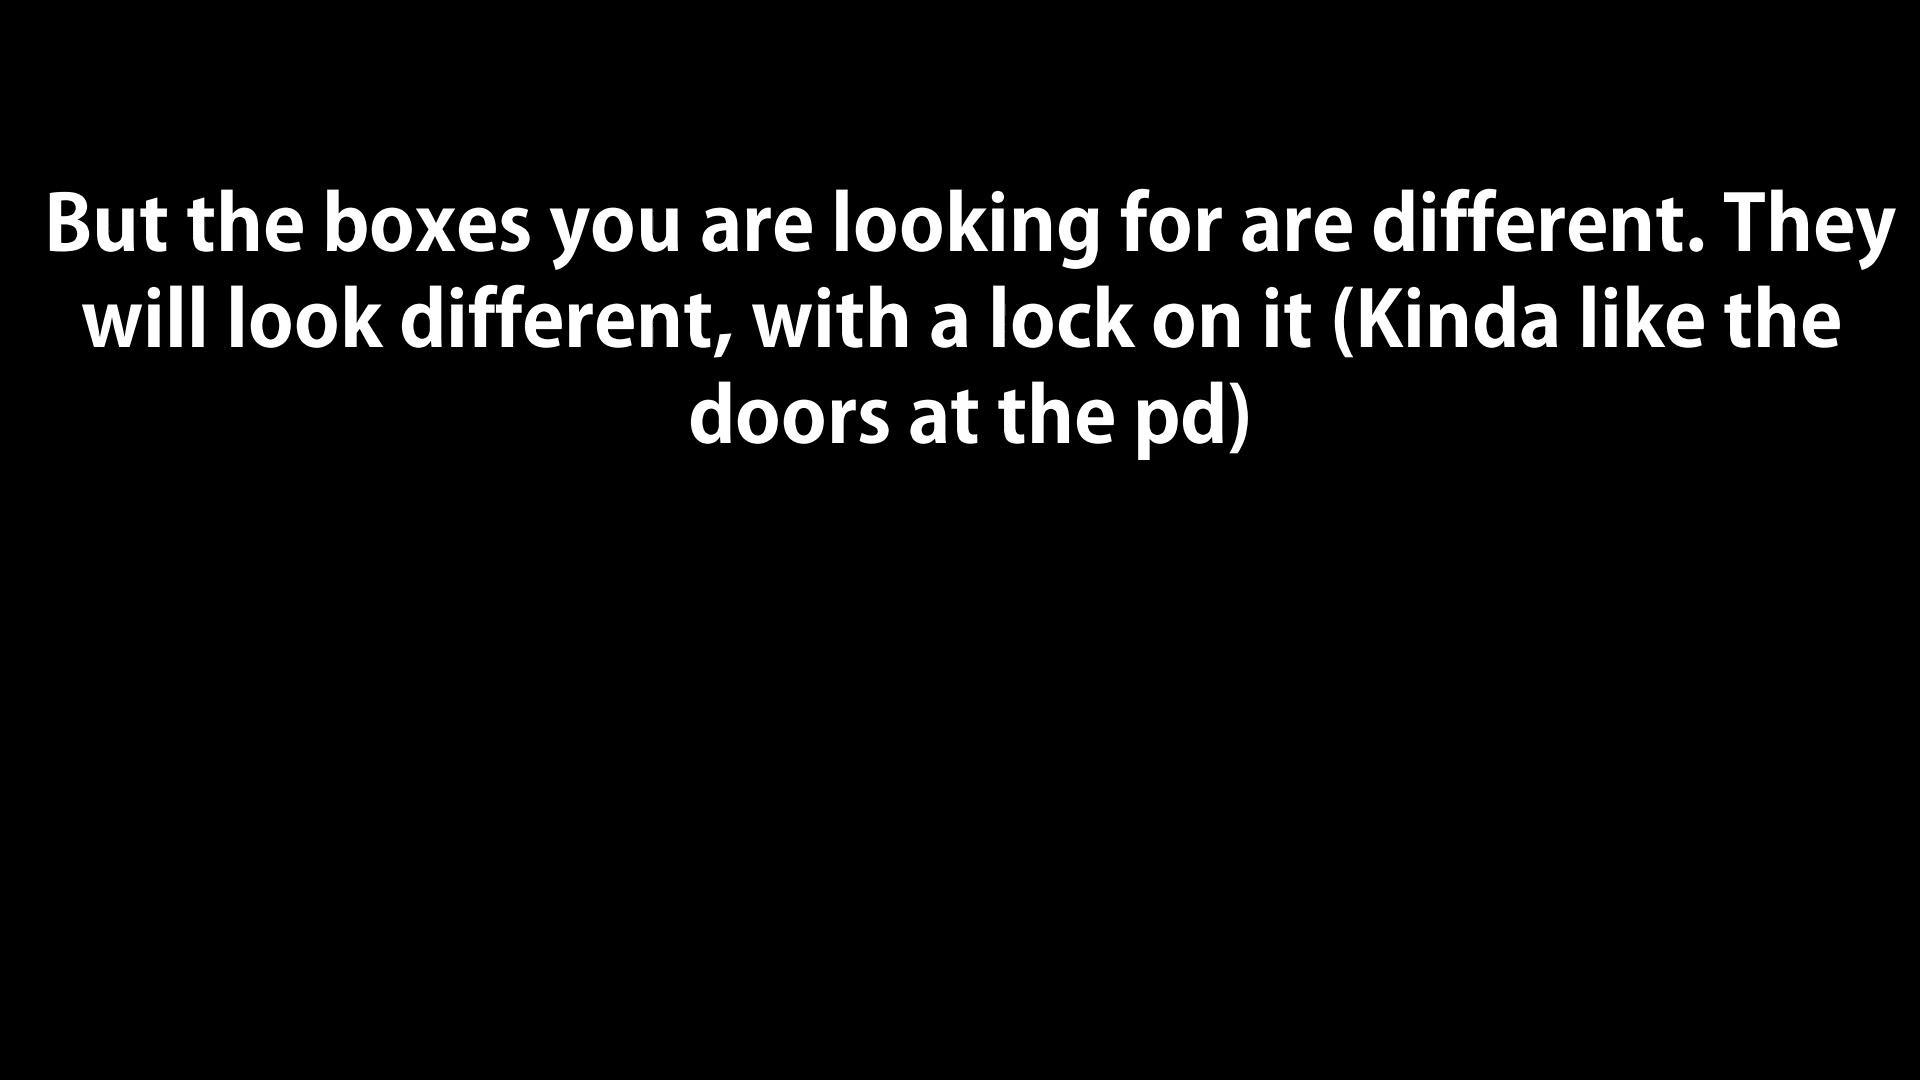 But the boxes you are looking for are different. They
will look different, with a lock on it (Kinda like the
doors at the pd)